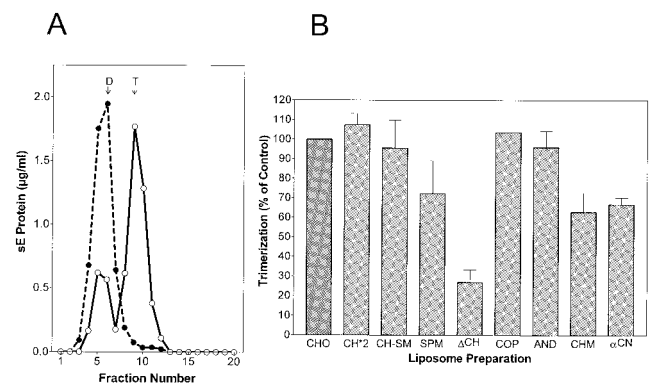 A
B
D T
2.0
1.5
1.0
0.5
0.0
sE Protein (µg/ml)
1 5 10 15 20
Fraction Number
120
110
100
90
80
70
60
50
40
30
20
10
0
Trimerization (% of Control)
CHO CH*2 CH-SM SPM ΔCH COP AND CHM αCN
Liposome Preparation